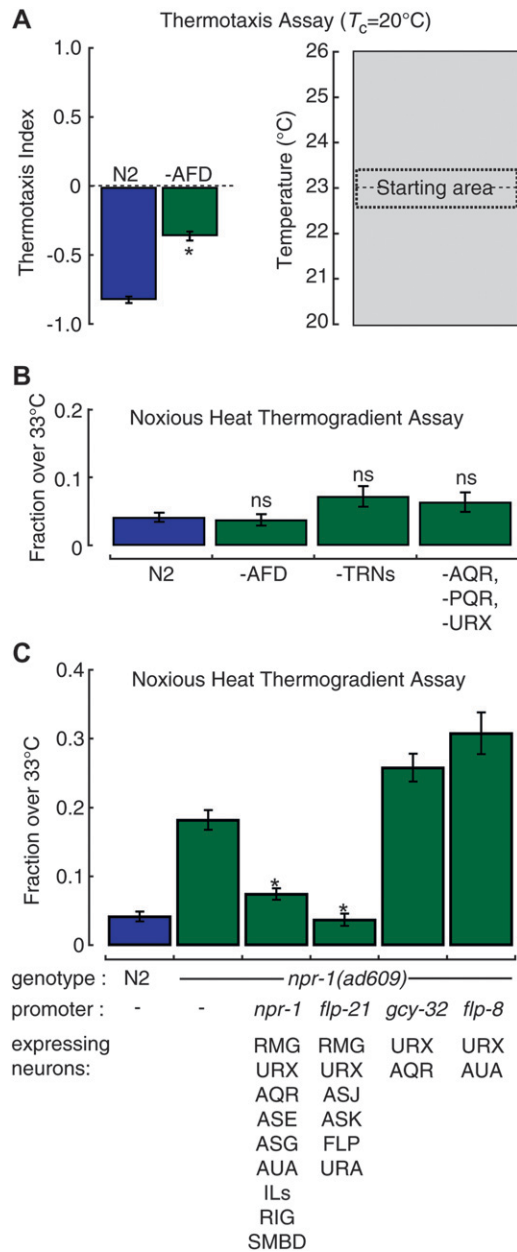 A
Thermotaxis Assay (Tc=20°C)
Thermotaxis Index
1.0
0.5
0
-0.5
-1.0
N2
-AFD
*
Temperature (°C)
26
25
24
23
22
21
20
Starting area
B
Noxious Heat Thermogradient Assay
Fraction over 33°C
0.2
0.1
0
ns
ns
ns
N2
-AFD
-TRNs
-AQR,
-PQR,
-URX
C
Noxious Heat Thermogradient Assay
Fraction over 33°C
0.4
0.3
0.2
0.1
0
*
*
genotype :
N2
npr-1(ad609)
promoter :
-
-
npr-1
flp-21
gcy-32
flp-8
expressing
neurons:
RMG
URX
AQR
ASE
ASG
AUA
ILs
RIG
SMBD
RMG
URX
ASJ
ASK
FLP
URA
URX
AQR
URX
AUA